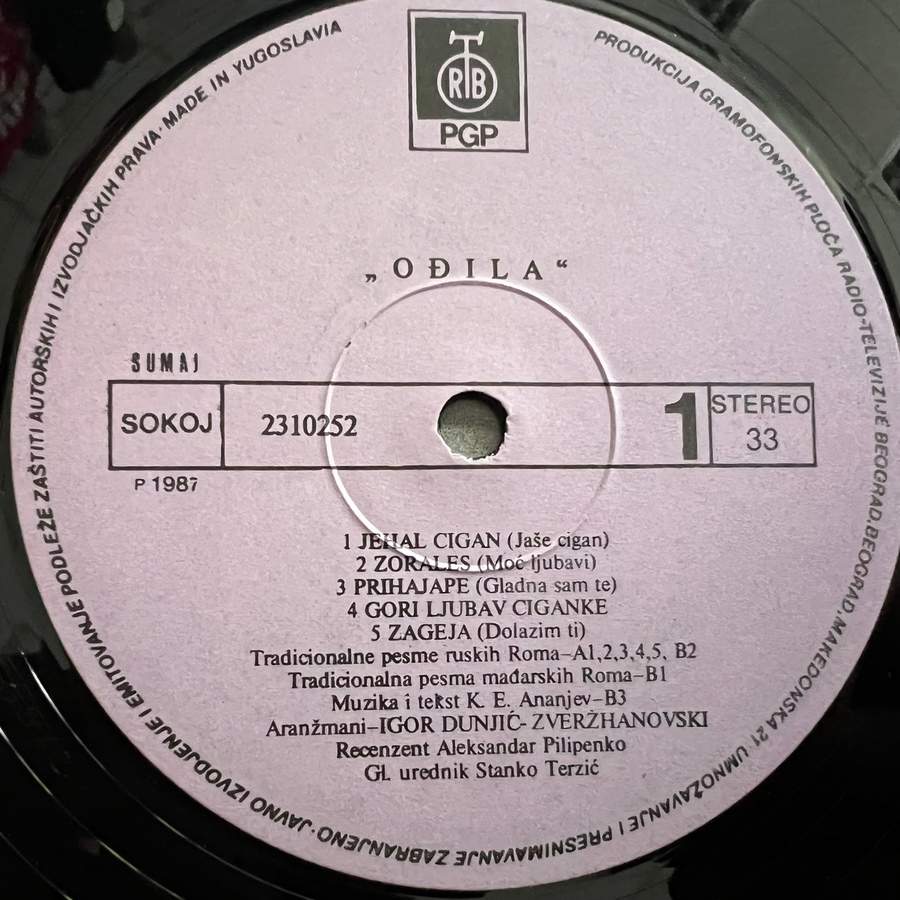 PRODUKCIJA GRAMOFONSKIH PLOČA RADIO-TELEVIZIJE BEOGRAD, BEOGRAD, MAKEDONSKA 21 · UMNOŽAVANJE I PRESNIMAVANJE ZABRANJENO · JAVNO IZVODJENJE I EMITOVANJE PODLEŽE ZAŠTITI AUTORSKIH I IZVODJAČKIH PRAVA · MADE IN YUGOSLAVIA
RTB
PGP
„OĐILA“
SUMAJ
SOKOJ
2310252
1
STEREO
33
P 1987
1 JEHAL CIGAN (Jaše cigan)
2 ZORALES (Moć ljubavi)
3 PRIHAJAPE (Gladna sam te)
4 GORI LJUBAV CIGANKE
5 ZAGEJA (Dolazim ti)
Tradicionalne pesme ruskih Roma-A1,2,3,4,5, B2
Tradicionalna pesma mađarskih Roma-B1
Muzika i tekst K. E. Ananjev-B3
Aranžmani-IGOR DUNJIĆ-ZVERŽHANOVSKI
Recenzent Aleksandar Pilipenko
Gl. urednik Stanko Terzić